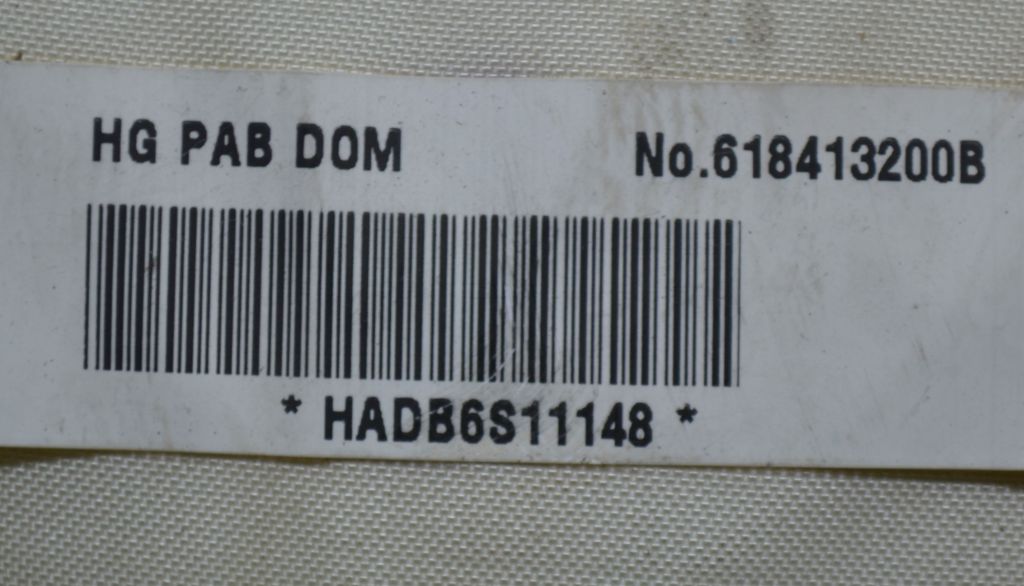 HG PAB DOM No.618413200B
* HADB6S11148 *